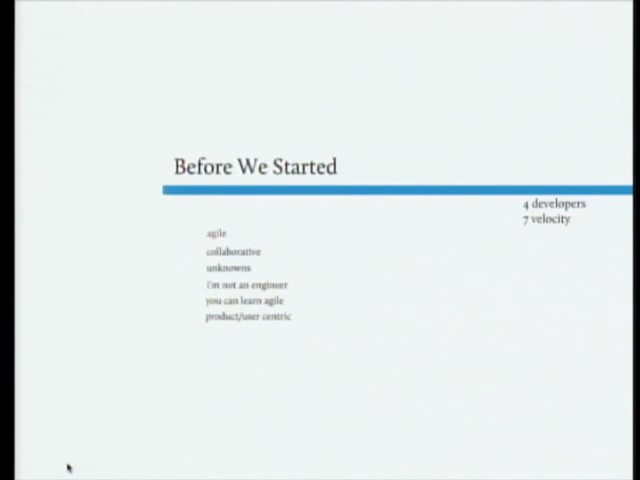 Before We Started
4 developers
7 velocity
agile
collaborative
unknowns
i'm not an engineer
you can learn agile
product/user centric